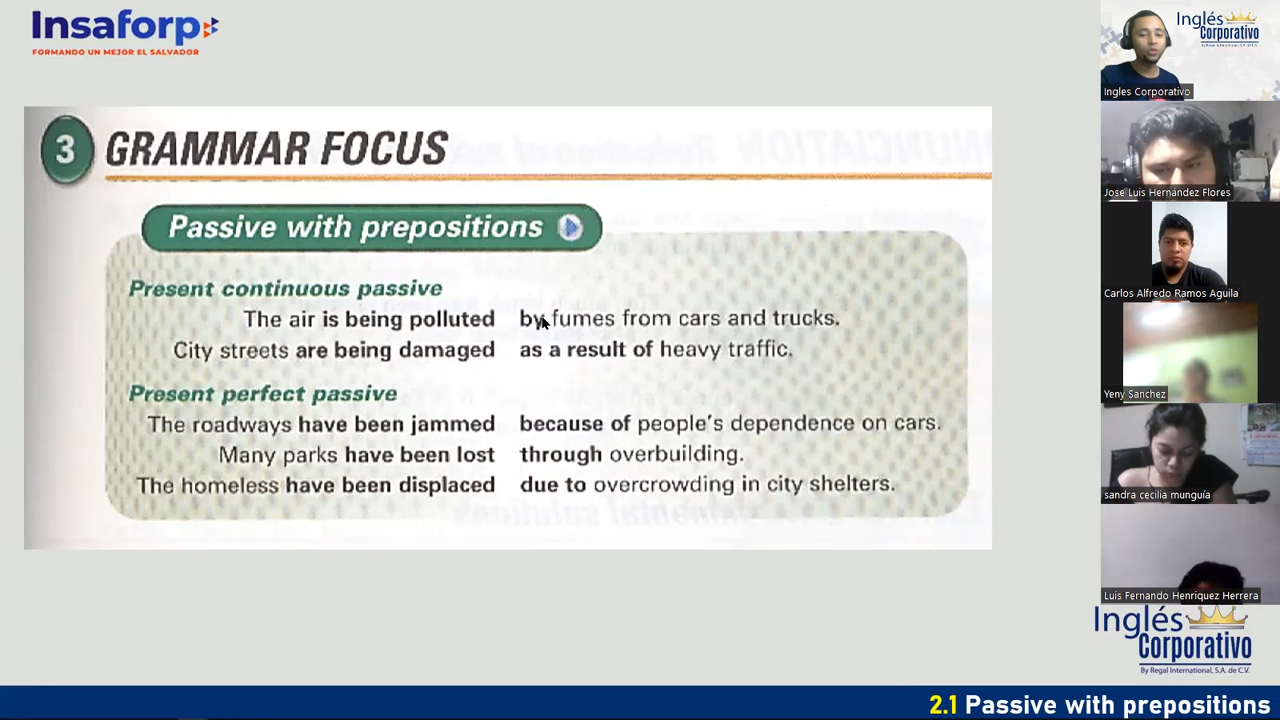 Insaforp
FORMANDO UN MEJOR EL SALVADOR
3 GRAMMAR FOCUS
Passive with prepositions
Present continuous passive
The air is being polluted by fumes from cars and trucks.
City streets are being damaged as a result of heavy traffic.
Present perfect passive
The roadways have been jammed because of people's dependence on cars.
Many parks have been lost through overbuilding.
The homeless have been displaced due to overcrowding in city shelters.
Inglés
Corporativo
Ingles Corporativo
Jose Luis Hernández Flores
Carlos Alfredo Ramos Aguila
Yeny Sanchez
sandra cecilia munguía
Luis Fernando Henriquez Herrera
Inglés
Corporativo
By Regal International, S.A. de C.V.
2.1 Passive with prepositions